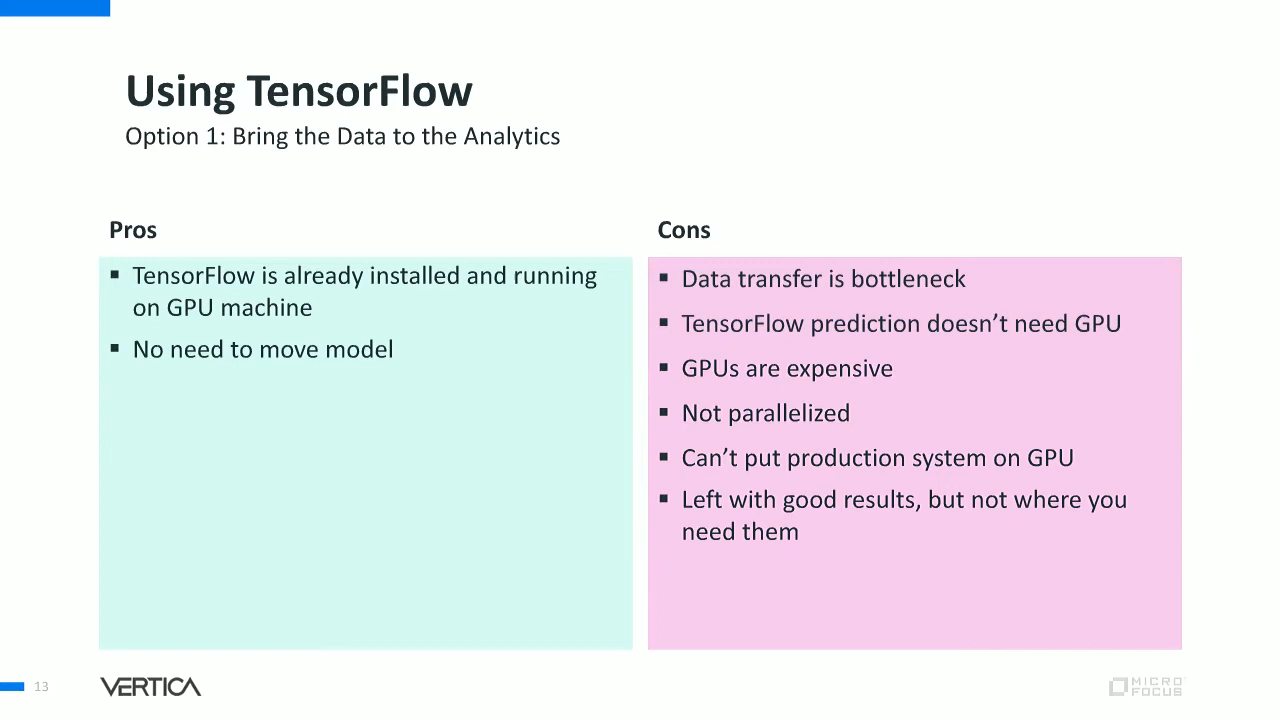 Using TensorFlow
Option 1: Bring the Data to the Analytics
Pros
▪ TensorFlow is already installed and running
on GPU machine
▪ No need to move model
Cons
▪ Data transfer is bottleneck
▪ TensorFlow prediction doesn’t need GPU
▪ GPUs are expensive
▪ Not parallelized
▪ Can’t put production system on GPU
▪ Left with good results, but not where you
need them
13
VERTICA
MICRO
FOCUS